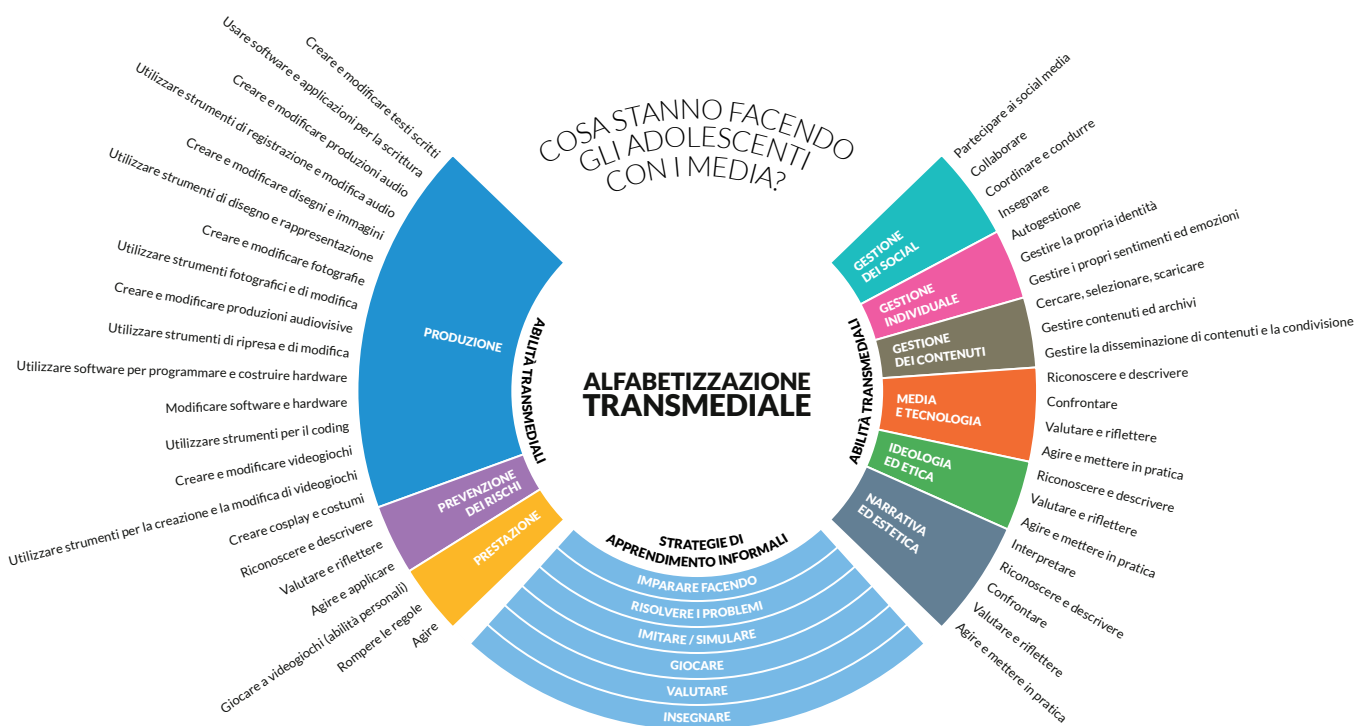 COSA STANNO FACENDO
GLI ADOLESCENTI
CON I MEDIA?
ALFABETIZZAZIONE
TRANSMEDIALE
ABILITÀ TRANSMEDIALI
PRODUZIONE
Creare e modificare testi scritti
Usare software e applicazioni per la scrittura
Creare e modificare produzioni audio
Utilizzare strumenti di registrazione e modifica audio
Creare e modificare disegni e immagini
Utilizzare strumenti di disegno e rappresentazione
Creare e modificare fotografie
Utilizzare strumenti fotografici e di modifica
Creare e modificare produzioni audiovisive
Utilizzare strumenti di ripresa e di modifica
Utilizzare software per programmare e costruire hardware
Modificare software e hardware
Utilizzare strumenti per il coding
Creare e modificare videogiochi
Utilizzare strumenti per la creazione e la modifica di videogiochi
Creare cosplay e costumi
PREVENZIONE
DEI RISCHI
Riconoscere e descrivere
Valutare e riflettere
Agire e applicare
PRESTAZIONE
Giocare a videogiochi (abilità personali)
Rompere le regole
Agire
STRATEGIE DI
APPRENDIMENTO INFORMALI
IMPARARE FACENDO
RISOLVERE I PROBLEMI
IMITARE / SIMULARE
GIOCARE
VALUTARE
INSEGNARE
ABILITÀ TRANSMEDIALI
GESTIONE
DEI SOCIAL
Partecipare ai social media
Collaborare
Coordinare e condurre
Insegnare
GESTIONE
INDIVIDUALE
Autogestione
Gestire la propria identità
Gestire i propri sentimenti ed emozioni
GESTIONE
DEI CONTENUTI
Cercare, selezionare, scaricare
Gestire contenuti ed archivi
Gestire la disseminazione di contenuti e la condivisione
MEDIA
E TECNOLOGIA
Riconoscere e descrivere
Confrontare
Valutare e riflettere
Agire e mettere in pratica
IDEOLOGIA
ED ETICA
Riconoscere e descrivere
Valutare e riflettere
Agire e mettere in pratica
NARRATIVA
ED ESTETICA
Interpretare
Riconoscere e descrivere
Confrontare
Valutare e riflettere
Agire e mettere in pratica